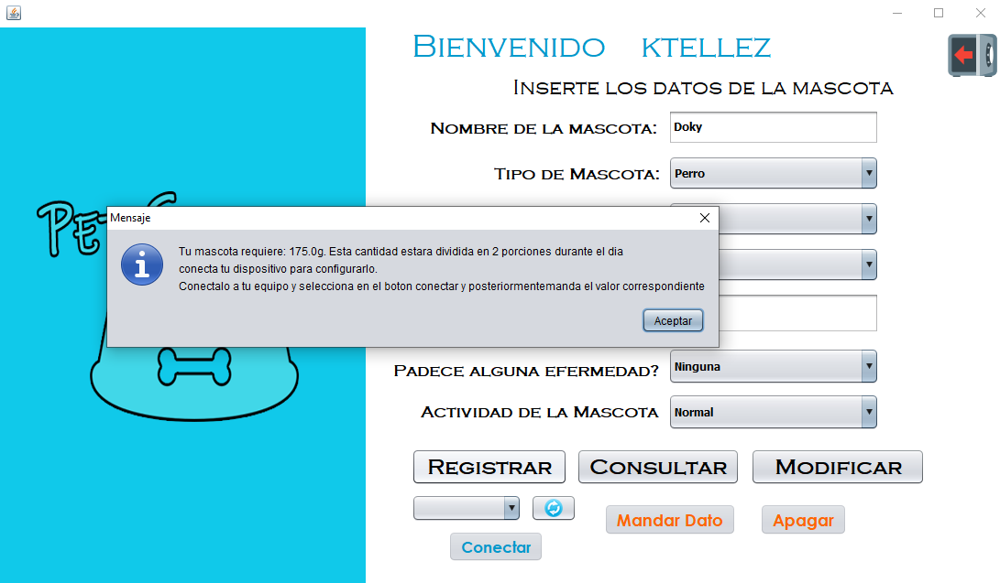 Bienvenido ktellez
Inserte los datos de la mascota
Nombre de la mascota: Doky
Tipo de Mascota: Perro
Mensaje
Tu mascota requiere: 175.0g. Esta cantidad estara dividida en 2 porciones durante el dia
conecta tu dispositivo para configurarlo.
Conectalo a tu equipo y selecciona en el boton conectar y posteriormentemanda el valor correspondiente
Aceptar
Padece alguna efermedad? Ninguna
Actividad de la Mascota Normal
Registrar Consultar Modificar
Mandar Dato Apagar
Conectar